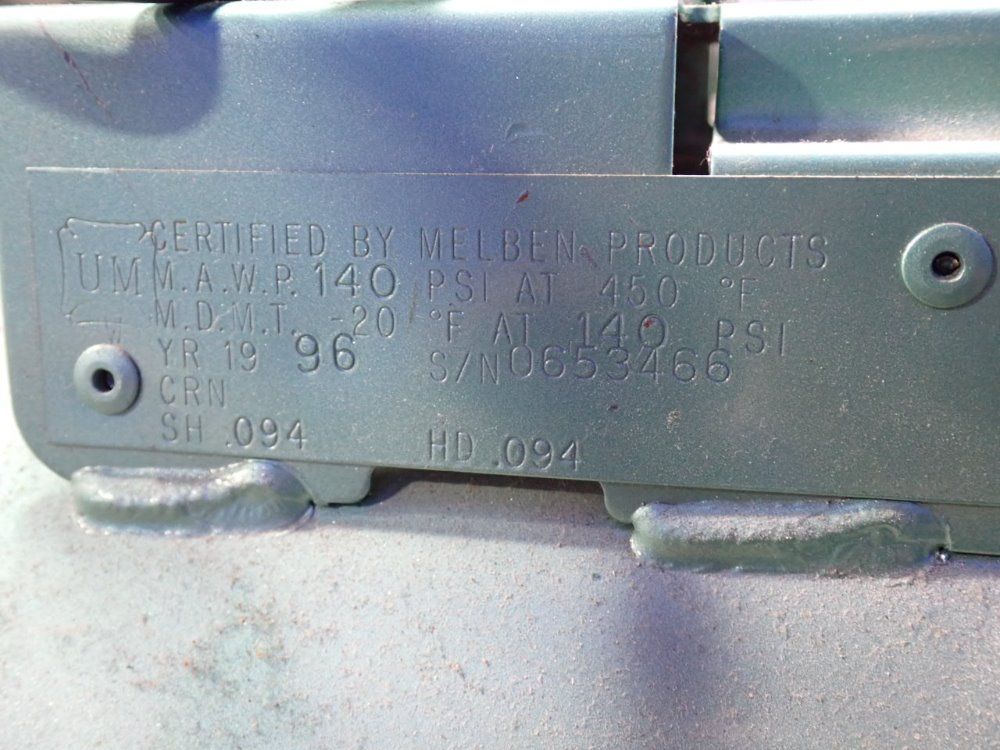 CERTIFIED BY MELBEN PRODUCTS
UM M.A.W.P. 140 PSI AT 450 °F
M.D.M.T. -20 °F AT 140 PSI
W
YR 19 96 S/N 0653466
CRN
SH .094 HD .094